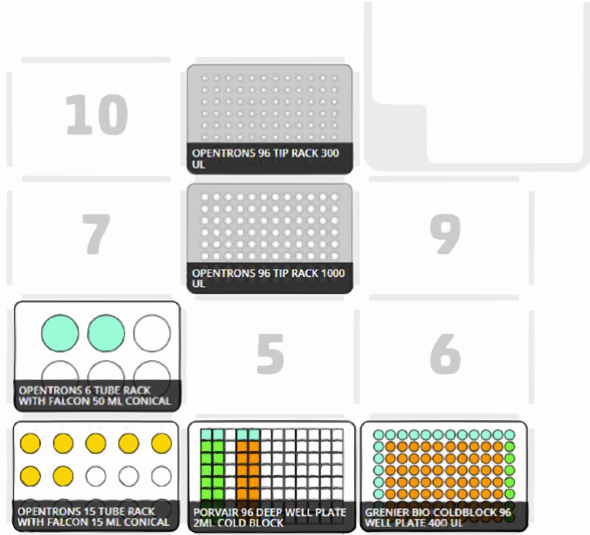 10
OPENTRONS 96 TIP RACK 300
UL
7
OPENTRONS 96 TIP RACK 1000
UL
9
OPENTRONS 6 TUBE RACK
WITH FALCON 50 ML CONICAL
5
6
OPENTRONS 15 TUBE RACK
WITH FALCON 15 ML CONICAL
PORVAIR 96 DEEP WELL PLATE
2ML COLD BLOCK
GRENIER BIO COLDBLOCK 96
WELL PLATE 400 UL